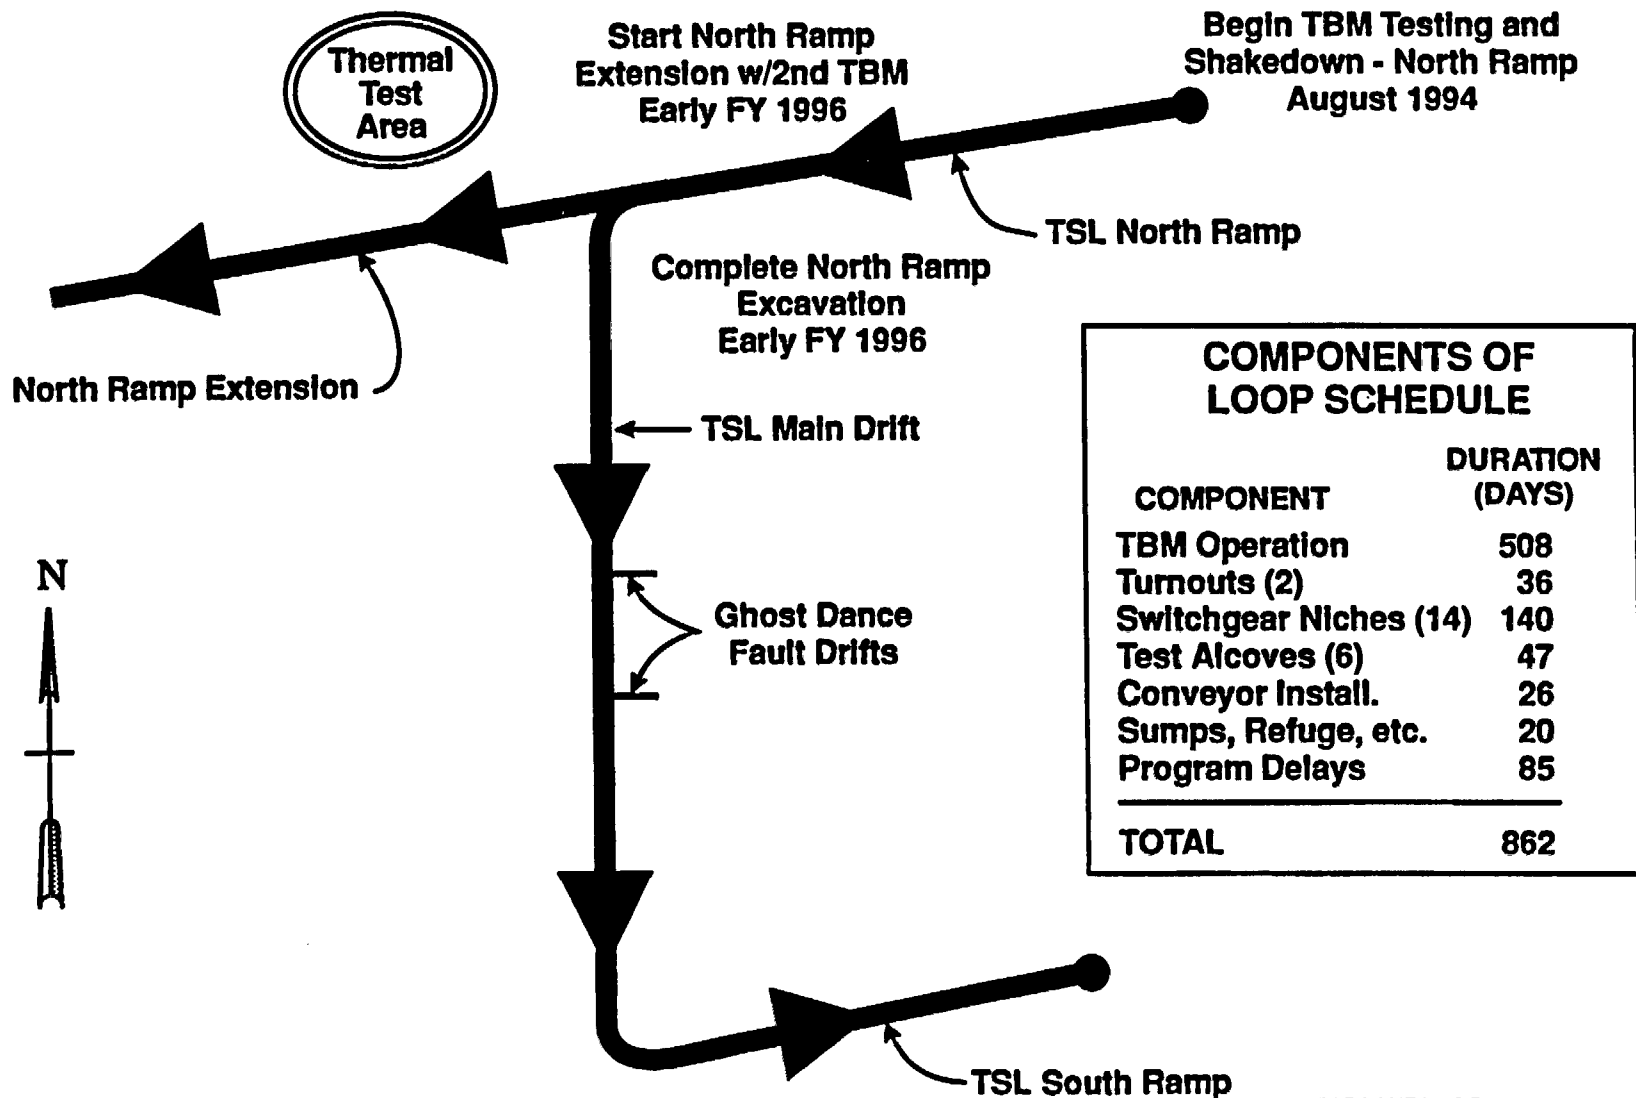 Thermal
Test
Area
Start North Ramp
Extension w/2nd TBM
Early FY 1996
Begin TBM Testing and
Shakedown - North Ramp
August 1994
TSL North Ramp
Complete North Ramp
Excavation
Early FY 1996
North Ramp Extension
TSL Main Drift
N
Ghost Dance
Fault Drifts
TSL South Ramp
COMPONENTS OF
LOOP SCHEDULE
DURATION
COMPONENT (DAYS)
TBM Operation 508
Turnouts (2) 36
Switchgear Niches (14) 140
Test Alcoves (6) 47
Conveyor Install. 26
Sumps, Refuge, etc. 20
Program Delays 85
TOTAL 862